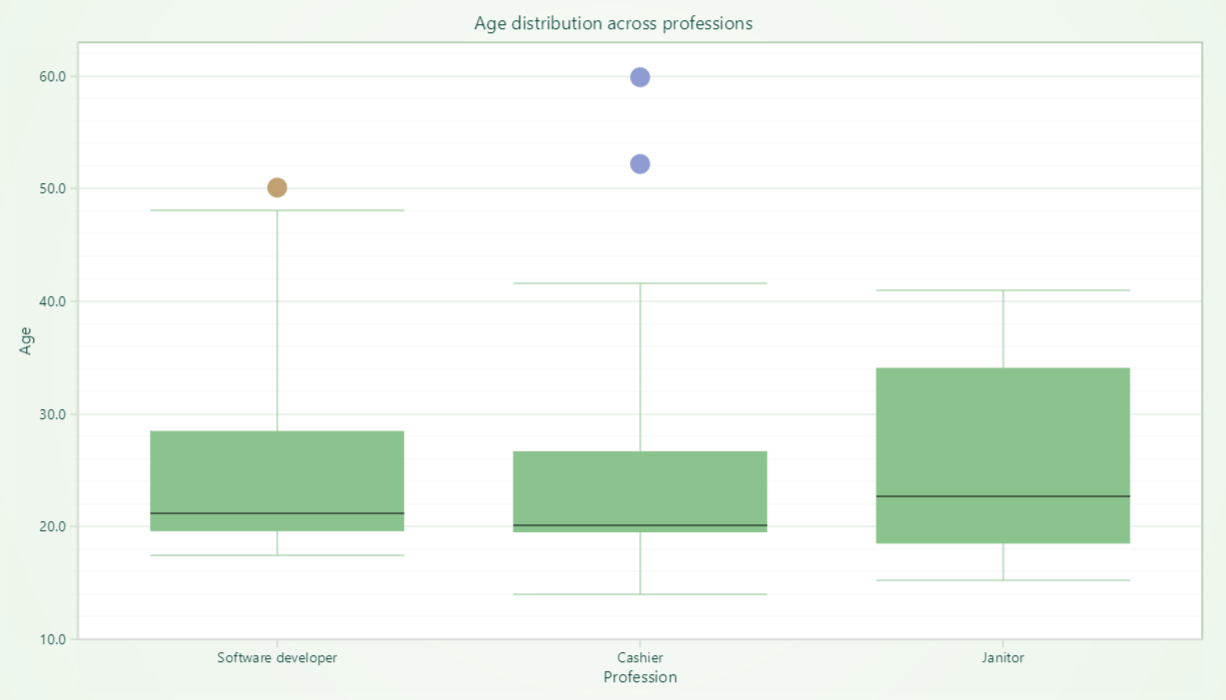 Age distribution across professions
60.0
50.0
40.0
30.0
20.0
10.0
Age
Software developer
Cashier
Janitor
Profession